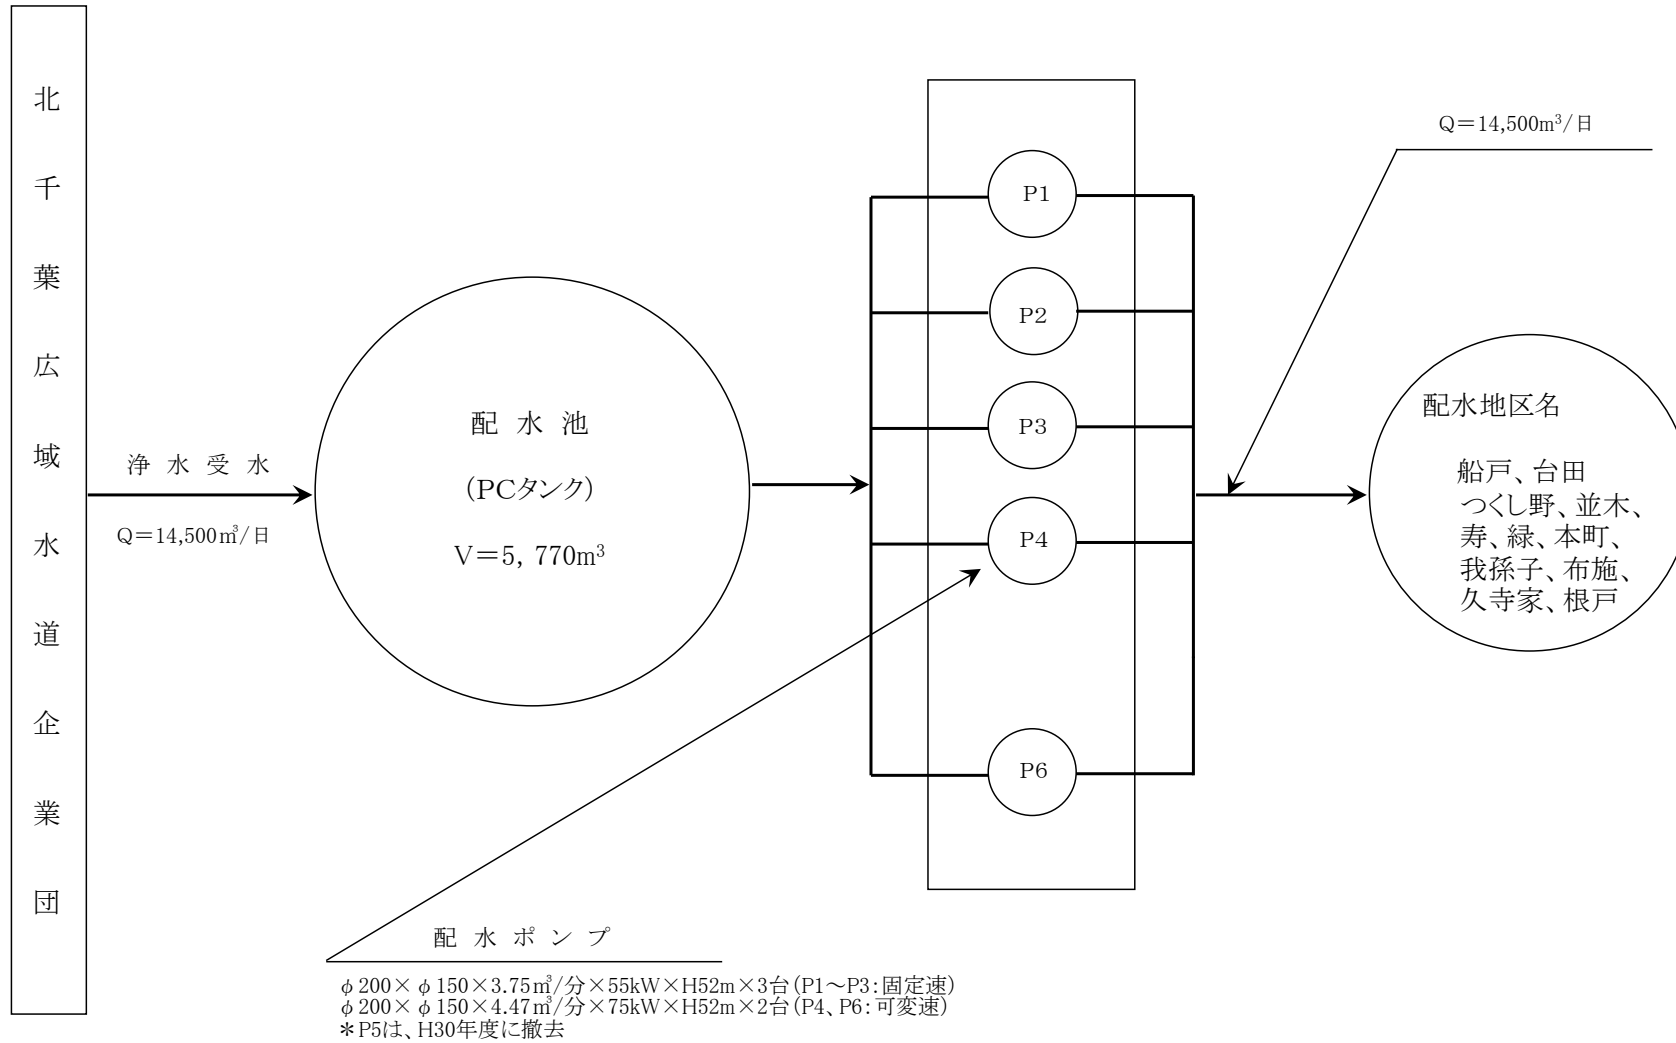 北千葉広域水道企業団
浄水受水
Q=14,500㎥/日
配水池
(PCタンク)
V=5,770m³
P1
P2
P3
P4
P6
Q=14,500m³/日
配水地区名
船戸、台田
つくし野、並木、
寿、緑、本町、
我孫子、布施、
久寺家、根戸
配水ポンプ
φ200×φ150×3.75㎥/分×55kW×H52m×3台(P1~P3:固定速)
φ200×φ150×4.47㎥/分×75kW×H52m×2台(P4、P6:可変速)
*P5は、H30年度に撤去